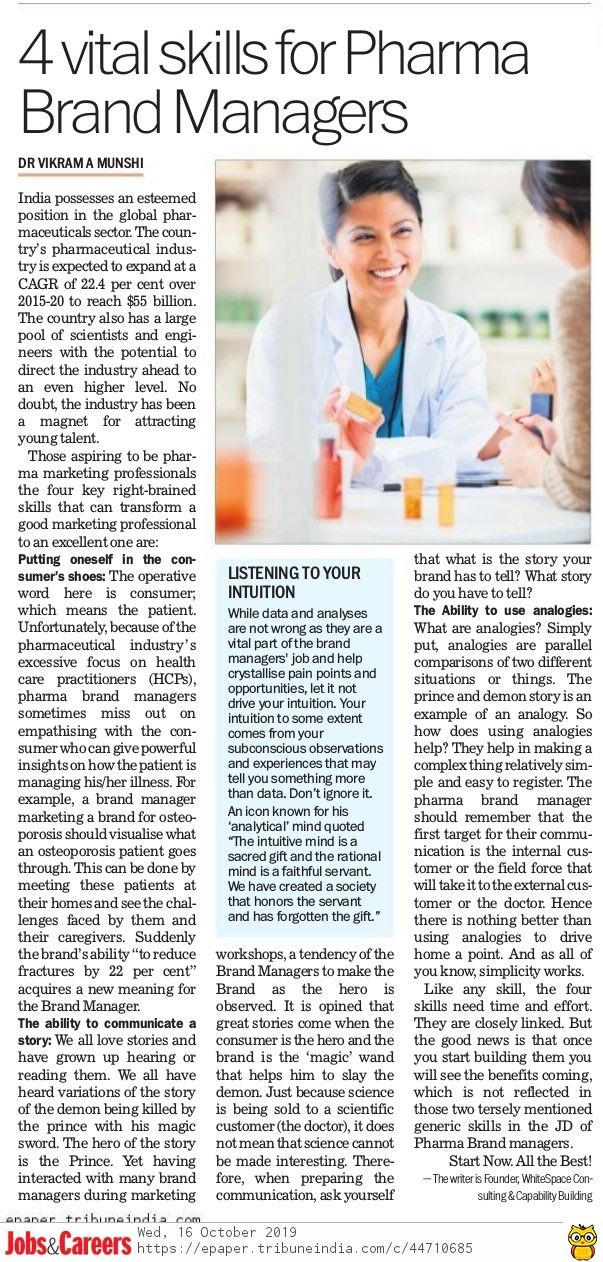 4 vital skills for Pharma
Brand Managers
DR VIKRAM A MUNSHI
India possesses an esteemed
position in the global phar-
maceuticals sector. The coun-
try's pharmaceutical indus-
try is expected to expand at a
CAGR of 22.4 per cent over
2015-20 to reach $55 billion.
The country also has a large
pool of scientists and engi-
neers with the potential to
direct the industry ahead to
an even higher level. No
doubt, the industry has been
a magnet for attracting
young talent.
Those aspiring to be phar-
ma marketing professionals
the four key right-brained
skills that can transform a
good marketing professional
to an excellent one are:
Putting oneself in the con-
sumer's shoes: The operative
word here is consumer,
which means the patient.
Unfortunately, because of the
pharmaceutical industry's
excessive focus on health
care practitioners (HCPs),
pharma brand managers
sometimes miss out on
empathising with the con-
sumer who can give powerful
insights on how the patient is
managing his/her illness. For
example, a brand manager
marketing a brand for osteo-
porosis should visualise what
an osteoporosis patient goes
through. This can be done by
meeting these patients at
their homes and see the chal-
lenges faced by them and
their caregivers. Suddenly
the brand's ability "to reduce
fractures by 22 per cent"
acquires a new meaning for
the Brand Manager.
The ability to communicate a
story: We all love stories and
have grown up hearing or
reading them. We all have
heard variations of the story
of the demon being killed by
the prince with his magic
sword. The hero of the story
is the Prince. Yet having
interacted with many brand
managers during marketing
LISTENING TO YOUR
INTUITION
While data and analyses
are not wrong as they are a
vital part of the brand
managers' job and help
crystallise pain points and
opportunities, let it not
drive your intuition. Your
intuition to some extent
comes from your
subconscious observations
and experiences that may
tell you something more
than data. Don't ignore it.
An icon known for his
'analytical' mind quoted
"The intuitive mind is a
sacred gift and the rational
mind is a faithful servant.
We have created a society
that honors the servant
and has forgotten the gift."
workshops, a tendency of the
Brand Managers to make the
Brand as the hero is
observed. It is opined that
great stories come when the
consumer is the hero and the
brand is the 'magic' wand
that helps him to slay the
demon. Just because science
is being sold to a scientific
customer (the doctor), it does
not mean that science cannot
be made interesting. There-
fore, when preparing the
communication, ask yourself
that what is the story your
brand has to tell? What story
do you have to tell?
The Ability to use analogies:
What are analogies? Simply
put, analogies are parallel
comparisons of two different
situations or things. The
prince and demon story is an
example of an analogy. So
how does using analogies
help? They help in making a
complex thing relatively sim-
ple and easy to register. The
pharma brand manager
should remember that the
first target for their commu-
nication is the internal cus-
tomer or the field force that
will take it to the external cus-
tomer or the doctor. Hence
there is nothing better than
using analogies to drive
home a point. And as all of
you know, simplicity works.
Like any skill, the four
skills need time and effort.
They are closely linked. But
the good news is that once
you start building them you
will see the benefits coming,
which is not reflected in
those two tersely mentioned
generic skills in the JD of
Pharma Brand managers.
Start Now. All the Best!
— The writer is Founder, WhiteSpace Con-
sulting & Capability Building
epaper.tribuneindia.com
Jobs&Careers
Wed, 16 October 2019
https://epaper.tribuneindia.com/c/44710685